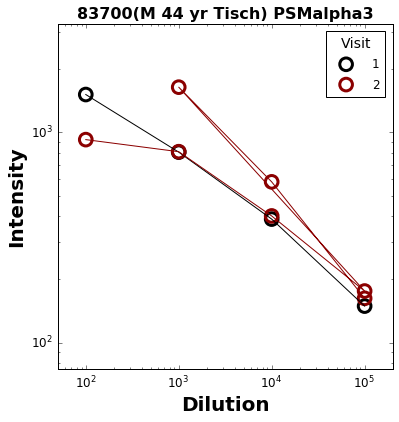 83700(M 44 yr Tisch) PSMalpha3
Visit
1
2
10³
10²
Intensity
10² 10³ 10⁴ 10⁵
Dilution